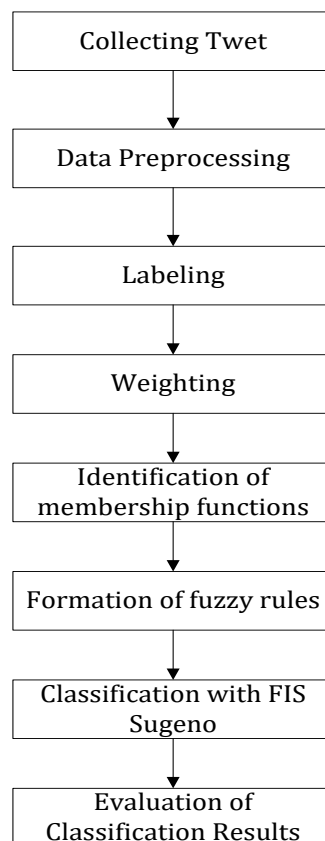 Collecting Twet
Data Preprocessing
Labeling
Weighting
Identification of
membership functions
Formation of fuzzy rules
Classification with FIS
Sugeno
Evaluation of
Classification Results